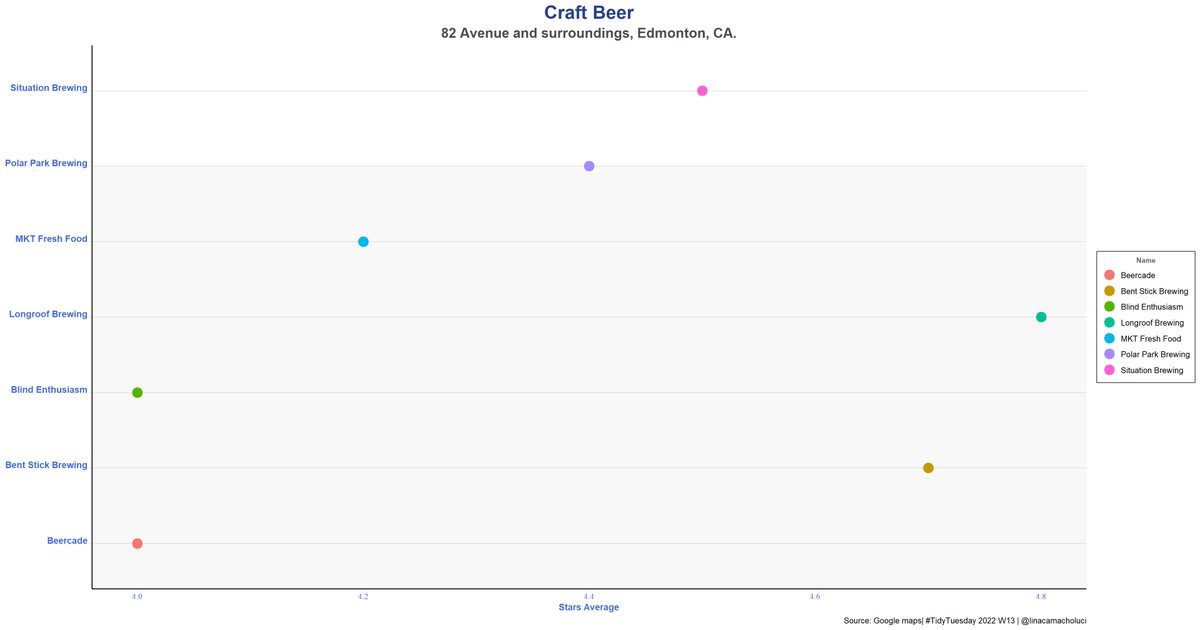 Craft Beer
82 Avenue and surroundings, Edmonton, CA.
Situation Brewing
Polar Park Brewing
MKT Fresh Food
Longroof Brewing
Blind Enthusiasm
Bent Stick Brewing
Beercade
4.0 4.2 4.4 4.6 4.8
Stars Average
Name
Beercade
Bent Stick Brewing
Blind Enthusiasm
Longroof Brewing
MKT Fresh Food
Polar Park Brewing
Situation Brewing
Source: Google maps| #TidyTuesday 2022 W13 | @linacamacholuci